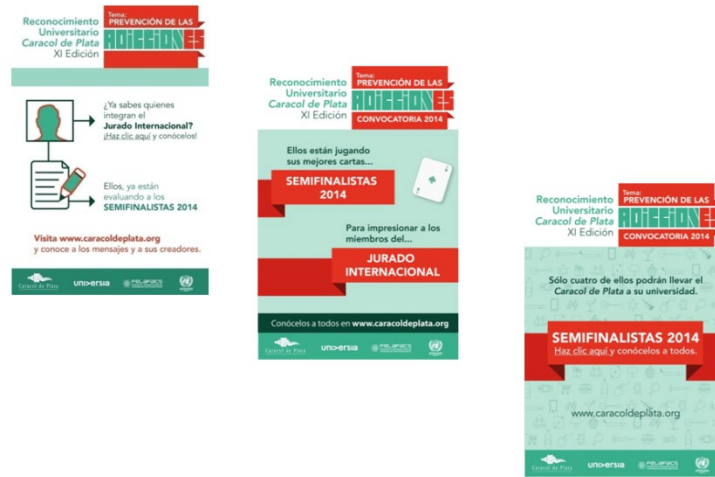 Reconocimiento
Universitario
Caracol de Plata
XI Edición
Tema:
PREVENCIÓN DE LAS
ADICCIONES
¿Ya sabes quienes
integran el
Jurado Internacional?
¡Haz clic aquí y conócelos!
Ellos, ya están
evaluando a los
SEMIFINALISTAS 2014
Visita www.caracoldeplata.org
y conoce a los mensajes y a sus creadores.
Caracol de Plata
universia
FELAFACS
Reconocimiento
Universitario
Caracol de Plata
XI Edición
Tema:
PREVENCIÓN DE LAS
ADICCIONES
CONVOCATORIA 2014
Ellos están jugando
sus mejores cartas...
SEMIFINALISTAS
2014
Para impresionar a los
miembros del...
JURADO
INTERNACIONAL
Conócelos a todos en www.caracoldeplata.org
Caracol de Plata
universia
FELAFACS
Reconocimiento
Universitario
Caracol de Plata
XI Edición
Tema:
PREVENCIÓN DE LAS
ADICCIONES
CONVOCATORIA 2014
Sólo cuatro de ellos podrán llevar el
Caracol de Plata a su universidad.
SEMIFINALISTAS 2014
Haz clic aquí y conócelos a todos.
www.caracoldeplata.org
Caracol de Plata
universia
FELAFACS